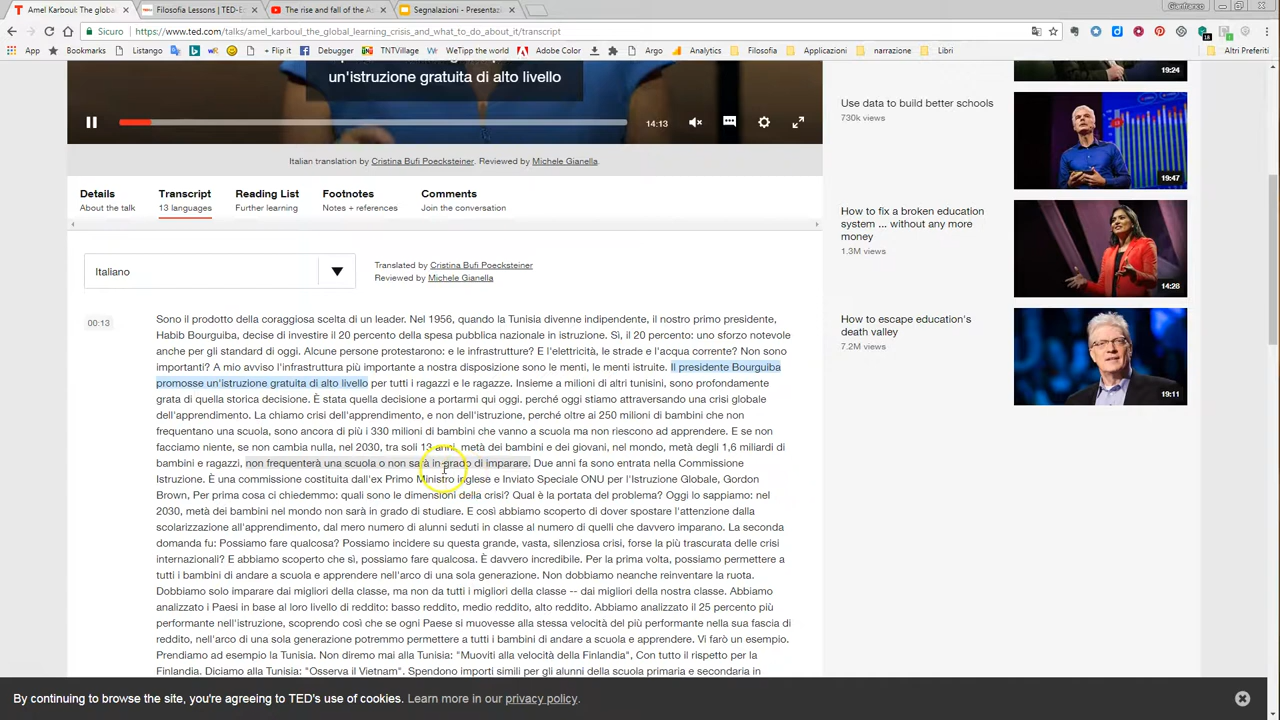 Amel Karboul: The global
Filosofia Lessons | TED-E
The rise and fall of the As
Segnalazioni - Presentaz
Gianfranco
Sicuro
https://www.ted.com/talks/amel_karboul_the_global_learning_crisis_and_what_to_do_about_it/transcript
App
Bookmarks
Listango
+ Flip it
Debugger
TNTVillage
WeTipp the world
Adobe Color
Argo
Analytics
Filosofia
Applicazioni
narrazione
Libri
Altri Preferiti
un'istruzione gratuita di alto livello
14:13
Italian translation by Cristina Bufi Poecksteiner. Reviewed by Michele Gianella.
Details
About the talk
Transcript
13 languages
Reading List
Further learning
Footnotes
Notes + references
Comments
Join the conversation
Italiano
Translated by Cristina Bufi Poecksteiner
Reviewed by Michele Gianella
00:13
Sono il prodotto della coraggiosa scelta di un leader. Nel 1956, quando la Tunisia divenne indipendente, il nostro primo presidente,
Habib Bourguiba, decise di investire il 20 percento della spesa pubblica nazionale in istruzione. Sì, il 20 percento: uno sforzo notevole
anche per gli standard di oggi. Alcune persone protestarono: e le infrastrutture? E l'elettricità, le strade e l'acqua corrente? Non sono
importanti? A mio avviso l'infrastruttura più importante a nostra disposizione sono le menti, le menti istruite. Il presidente Bourguiba
promosse un'istruzione gratuita di alto livello per tutti i ragazzi e le ragazze. Insieme a milioni di altri tunisini, sono profondamente
grata di quella storica decisione. È stata quella decisione a portarmi qui oggi. perché oggi stiamo attraversando una crisi globale
dell'apprendimento. La chiamo crisi dell'apprendimento, e non dell'istruzione, perché oltre ai 250 milioni di bambini che non
frequentano una scuola, sono ancora di più i 330 milioni di bambini che vanno a scuola ma non riescono ad apprendere. E se non
facciamo niente, se non cambia nulla, nel 2030, tra soli 13 anni, metà dei bambini e dei giovani, nel mondo, metà degli 1,6 miliardi di
bambini e ragazzi, non frequenterà una scuola o non sarà in grado di imparare. Due anni fa sono entrata nella Commissione
Istruzione. È una commissione costituita dall'ex Primo Ministro inglese e Inviato Speciale ONU per l'Istruzione Globale, Gordon
Brown, Per prima cosa ci chiedemmo: quali sono le dimensioni della crisi? Qual è la portata del problema? Oggi lo sappiamo: nel
2030, metà dei bambini nel mondo non sarà in grado di studiare. E così abbiamo scoperto di dover spostare l'attenzione dalla
scolarizzazione all'apprendimento, dal mero numero di alunni seduti in classe al numero di quelli che davvero imparano. La seconda
domanda fu: Possiamo fare qualcosa? Possiamo incidere su questa grande, vasta, silenziosa crisi, forse la più trascurata delle crisi
internazionali? E abbiamo scoperto che sì, possiamo fare qualcosa. È davvero incredibile. Per la prima volta, possiamo permettere a
tutti i bambini di andare a scuola e apprendere nell'arco di una sola generazione. Non dobbiamo neanche reinventare la ruota.
Dobbiamo solo imparare dai migliori della classe, ma non da tutti i migliori della classe -- dai migliori della nostra classe. Abbiamo
analizzato i Paesi in base al loro livello di reddito: basso reddito, medio reddito, alto reddito. Abbiamo analizzato il 25 percento più
performante nell'istruzione, scoprendo così che se ogni Paese si muovesse alla stessa velocità del più performante nella sua fascia di
reddito, nell'arco di una sola generazione potremmo permettere a tutti i bambini di andare a scuola e apprendere. Vi farò un esempio.
Prendiamo ad esempio la Tunisia. Non diremo mai alla Tunisia: "Muoviti alla velocità della Finlandia", Con tutto il rispetto per la
Finlandia. Diciamo alla Tunisia: "Osserva il Vietnam". Spendono importi simili per gli alunni della scuola primaria e secondaria in
19:24
Use data to build better schools
730k views
19:47
How to fix a broken education
system ... without any more
money
1.3M views
14:28
How to escape education's
death valley
7.2M views
19:11
By continuing to browse the site, you're agreeing to TED's use of cookies. Learn more in our privacy policy.